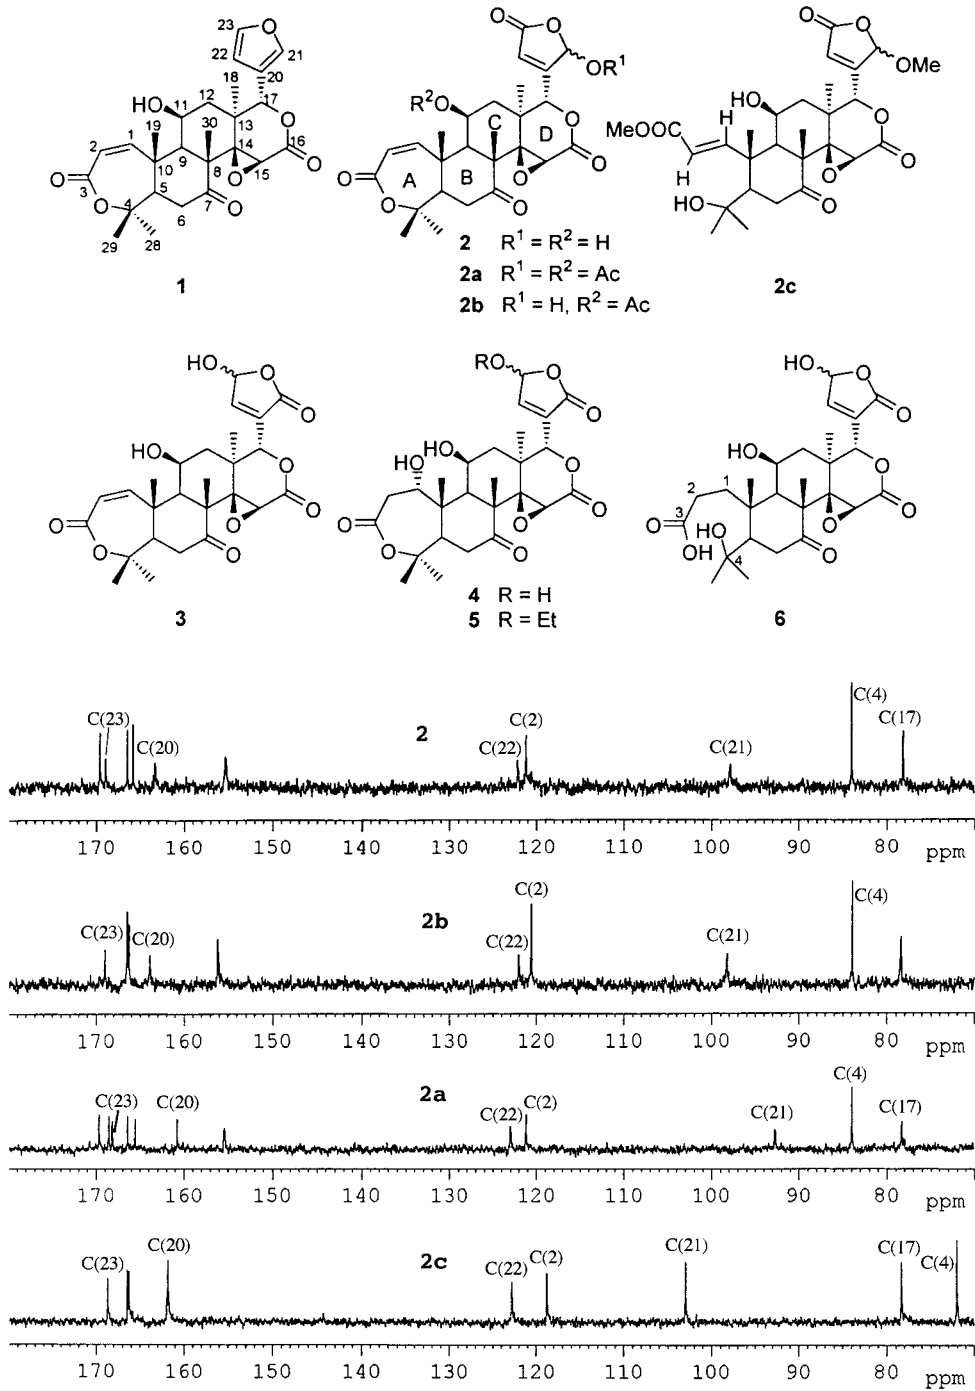 23 O
22 21
20
18
HO 11 12 17
19 30 13 O
2 1 14 16
10 9 8 O 15 O
O 3 5
O 4 6 7 O
29 28
1
O O
OR¹
R²O
C D O
O O
A B
O O O
2 R¹ = R² = H
2a R¹ = R² = Ac
2b R¹ = H, R² = Ac
O O
OMe
HO
MeOOC H O
O O
H
HO O
2c
HO O
O
HO
O
O O
O O O
3
RO O
O
HO HO
O
O O
O O O
4 R = H
5 R = Et
HO O
O
HO
2 1 O
3 O O
O HO
OH 4 O
6
C(23) C(20) 2 C(22) C(2) C(21) C(4) C(17)
170 160 150 140 130 120 110 100 90 80 ppm
C(23) C(20) 2b C(22) C(2) C(21) C(4)
170 160 150 140 130 120 110 100 90 80 ppm
C(23) C(20) 2a C(22) C(2) C(21) C(4) C(17)
170 160 150 140 130 120 110 100 90 80 ppm
C(23) C(20) 2c C(22) C(2) C(21) C(17) C(4)
170 160 150 140 130 120 110 100 90 80 ppm